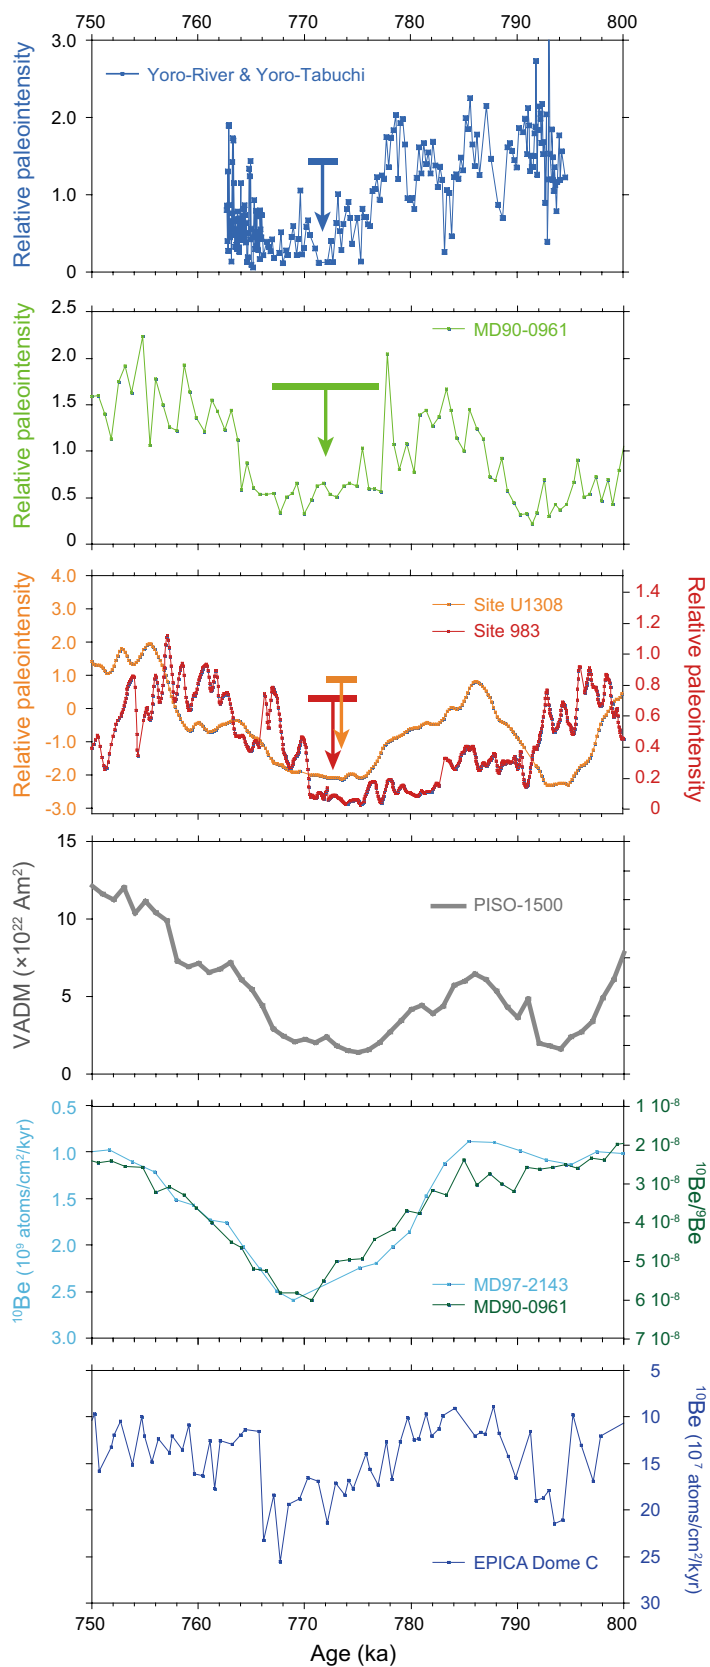 750 760 770 780 790 800
3.0
2.0
1.0
0
Relative paleointensity
Yoro-River & Yoro-Tabuchi
2.5
2.0
1.5
1.0
0.5
0
Relative paleointensity
MD90-0961
4.0
2.0
1.0
0
-1.0
-2.0
-3.0
Relative paleointensity
Site U1308
Site 983
1.4
1.2
1.0
0.8
0.6
0.4
0.2
0
Relative paleointensity
15
10
5
0
VADM (×10²² Am²)
PISO-1500
0.5
1.0
1.5
2.0
2.5
3.0
¹⁰Be (10⁹ atoms/cm²/kyr)
MD97-2143
MD90-0961
1 10⁻⁸
2 10⁻⁸
3 10⁻⁸
4 10⁻⁸
5 10⁻⁸
6 10⁻⁸
7 10⁻⁸
¹⁰Be/⁹Be
EPICA Dome C
5
10
15
20
25
30
¹⁰Be (10⁷ atoms/cm²/kyr)
750 760 770 780 790 800
Age (ka)